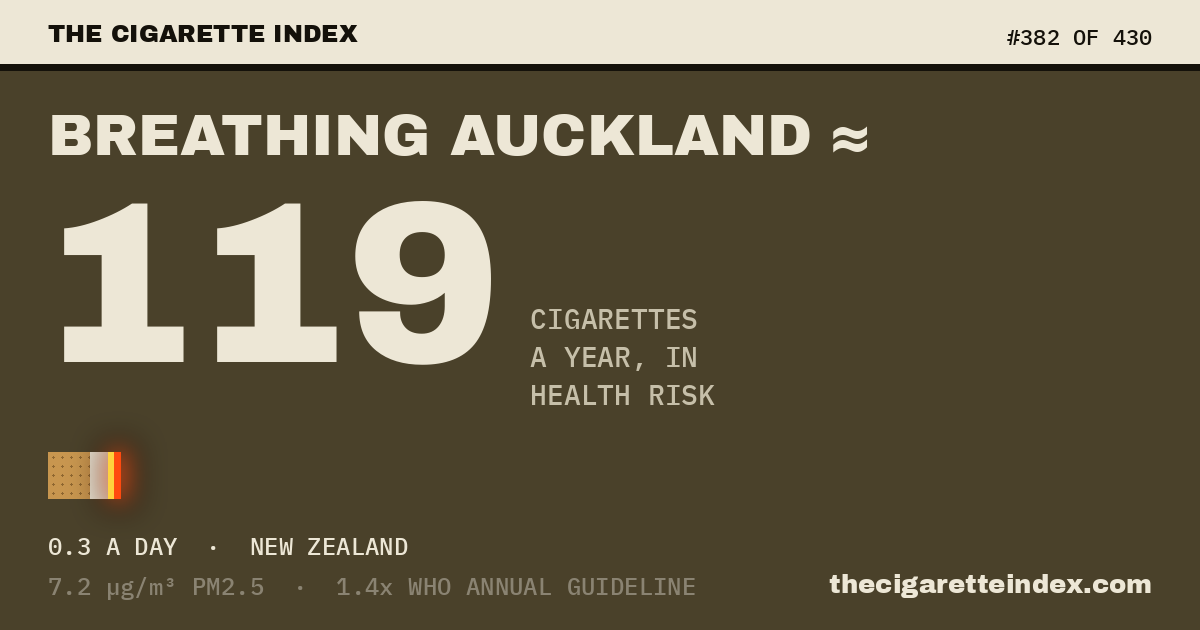 THE CIGARETTE INDEX
#382 OF 430
BREATHING AUCKLAND ≈
119
CIGARETTES
A YEAR, IN
HEALTH RISK
0.3 A DAY · NEW ZEALAND
7.2 µg/m³ PM2.5 · 1.4x WHO ANNUAL GUIDELINE
thecigaretteindex.com